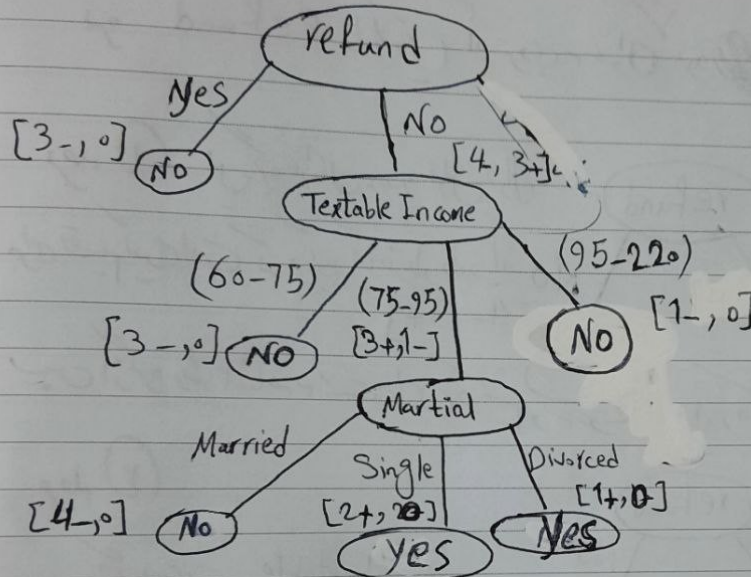 refund
Yes
NO
[3-, 0]
NO
[4, 3+]
Textable Income
(60-75)
(75-95)
(95-220)
[3-, 0]
NO
[3+, 1-]
NO
[1-, 0]
Martial
Married
Single
Divorced
[4-, 0]
No
[2+, 0]
[1+, 0]
yes
Yes